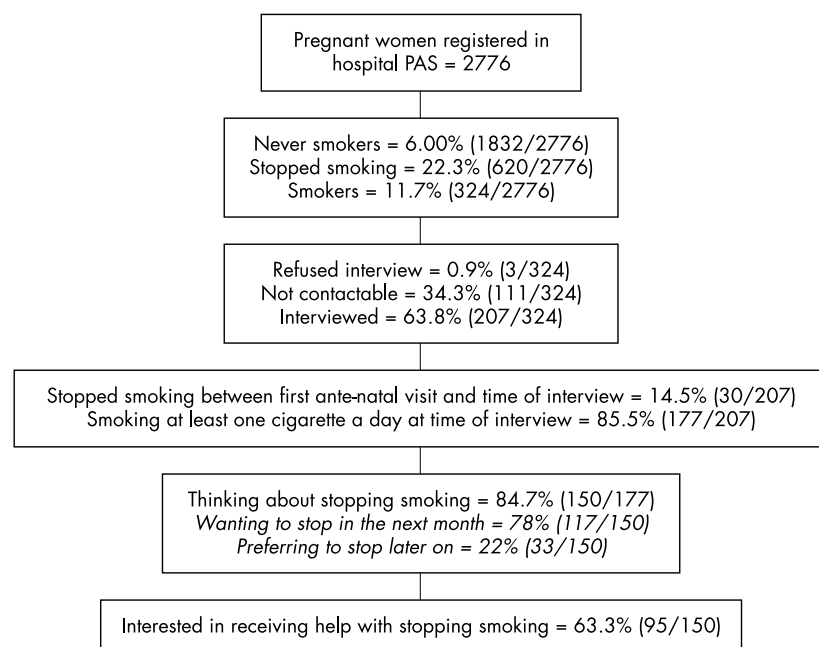 Pregnant women registered in
hospital PAS = 2776
Never smokers = 6.00% (1832/2776)
Stopped smoking = 22.3% (620/2776)
Smokers = 11.7% (324/2776)
Refused interview = 0.9% (3/324)
Not contactable = 34.3% (111/324)
Interviewed = 63.8% (207/324)
Stopped smoking between first ante-natal visit and time of interview = 14.5% (30/207)
Smoking at least one cigarette a day at time of interview = 85.5% (177/207)
Thinking about stopping smoking = 84.7% (150/177)
Wanting to stop in the next month = 78% (117/150)
Preferring to stop later on = 22% (33/150)
Interested in receiving help with stopping smoking = 63.3% (95/150)